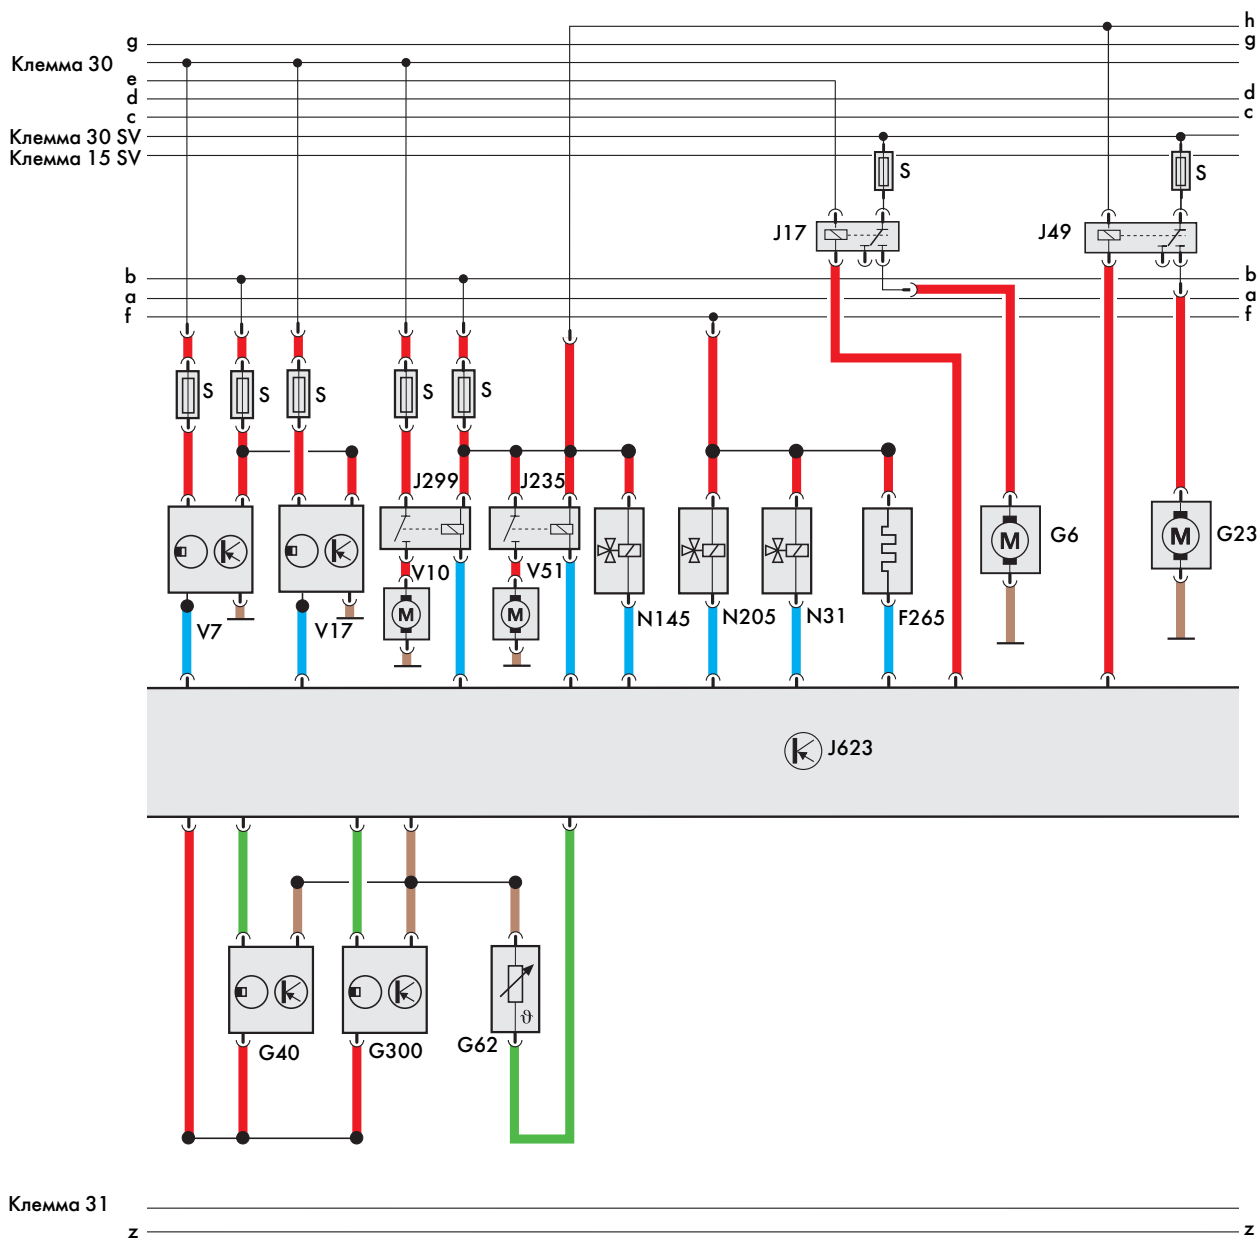 h
g g
Клемма 30
e
d d
c c
Клемма 30 SV
Клемма 15 SV
S S
J17 J49
b b
a a
f f
S S S S S
J299 J235
M G6 M G23
V10 V51
M M
V7 V17 N145 N205 N31 F265
J623
ϑ
G40 G300 G62
Клемма 31
z z